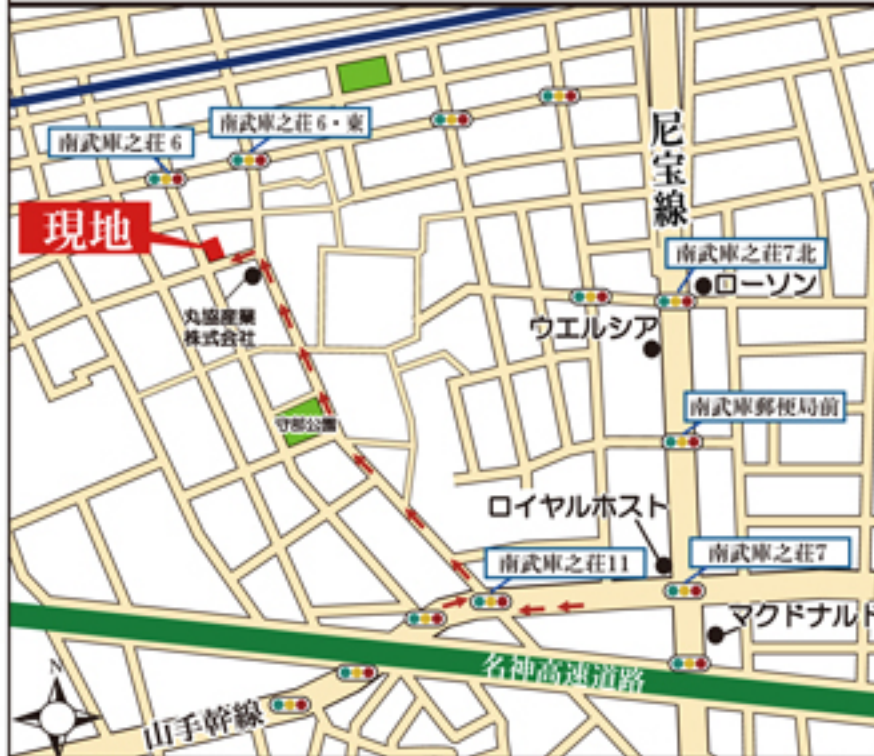 南武庫之荘6
南武庫之荘6・東
尼宝線
現地
南武庫之荘7北
ローソン
丸協産業
株式会社
ウエルシア
南武庫郵便局前
守部公園
ロイヤルホスト
南武庫之荘11
南武庫之荘7
マクドナルド
名神高速道路
N
山手幹線